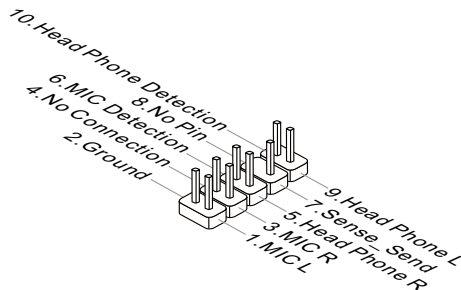 10.Head Phone Detection
8.No Pin
6.MIC Detection
4.No Connection
2.Ground
9.Head Phone L
7.Sense_Send
5.Head Phone R
3.MIC R
1.MIC L